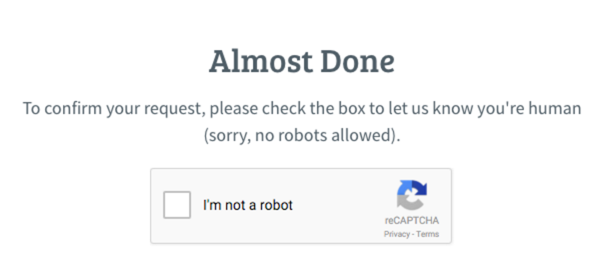 Almost Done
To confirm your request, please check the box to let us know you're human
(sorry, no robots allowed).
I'm not a robot
reCAPTCHA
Privacy - Terms